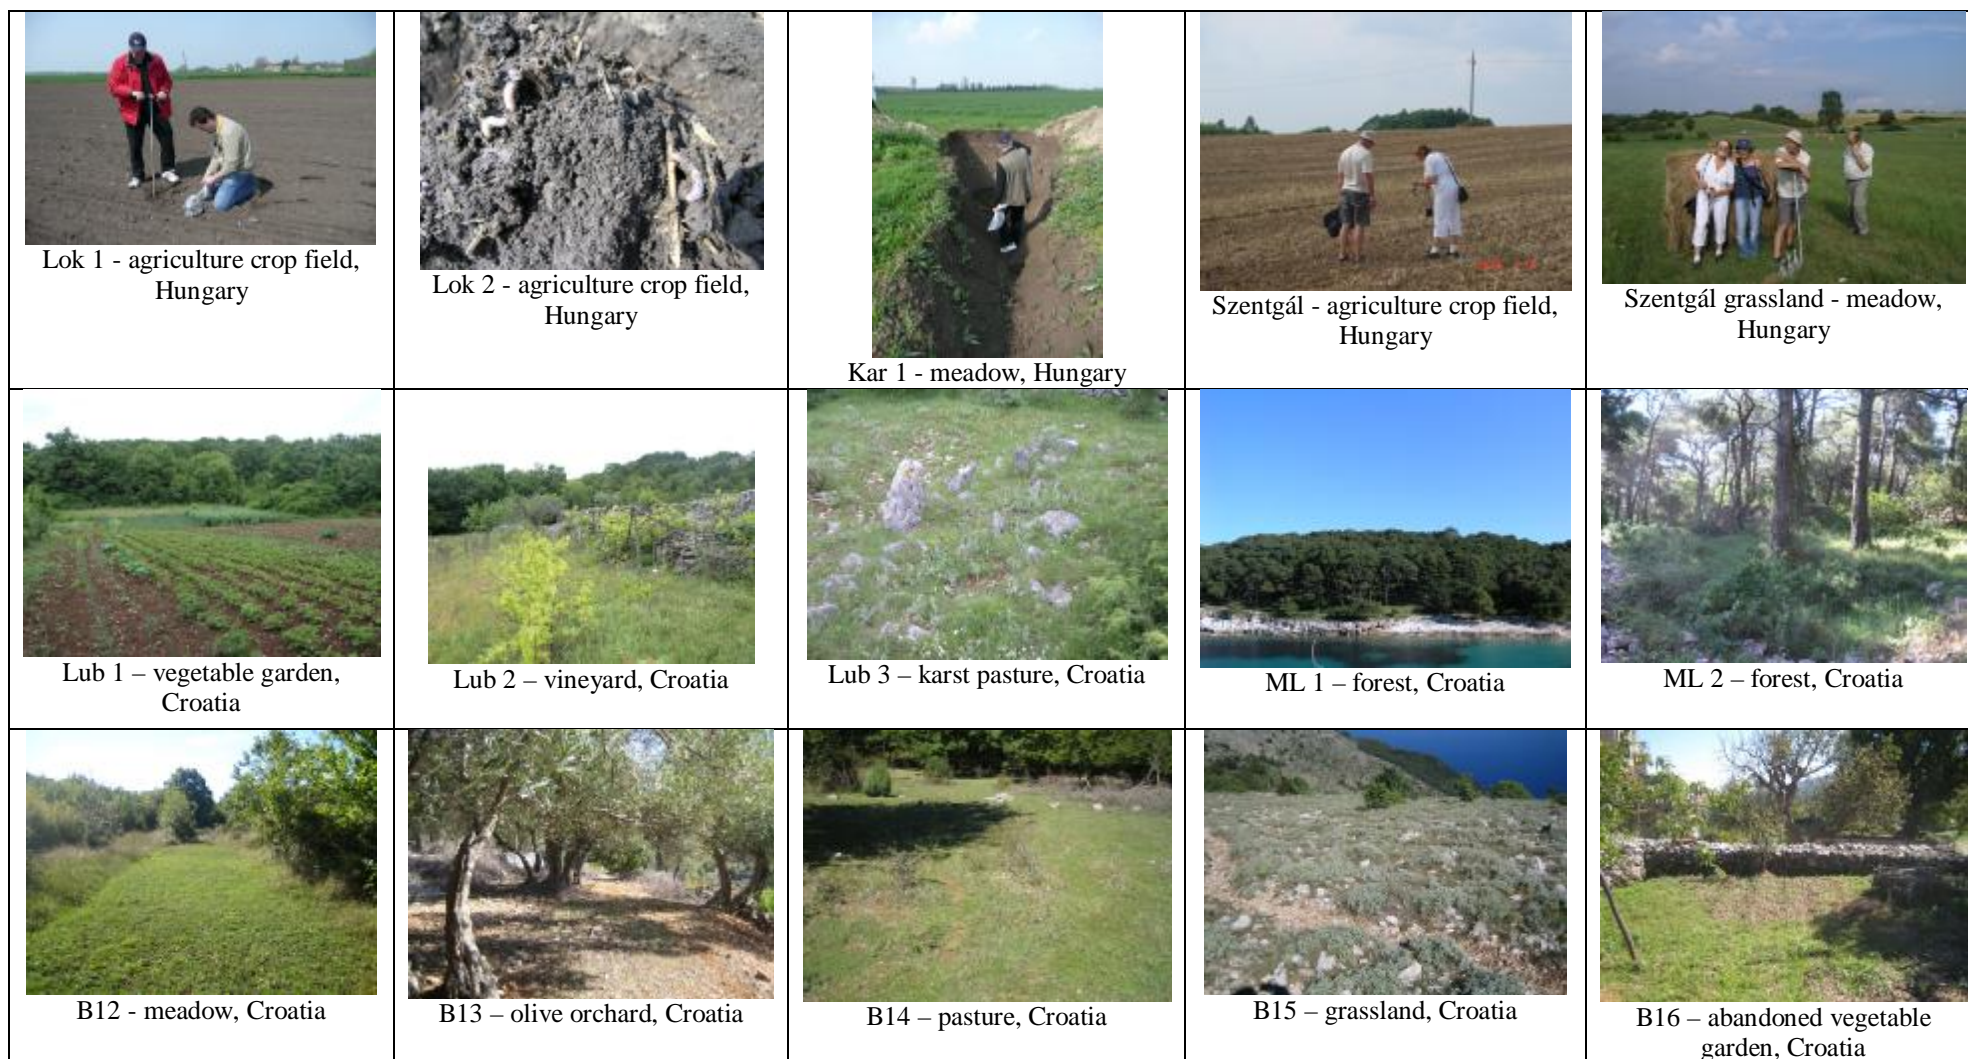 Lok 1 - agriculture crop field,
Hungary
Lok 2 - agriculture crop field,
Hungary
Kar 1 - meadow, Hungary
Szentgál - agriculture crop field,
Hungary
Szentgál grassland - meadow,
Hungary
Lub 1 – vegetable garden,
Croatia
Lub 2 – vineyard, Croatia
Lub 3 – karst pasture, Croatia
ML 1 – forest, Croatia
ML 2 – forest, Croatia
B12 - meadow, Croatia
B13 – olive orchard, Croatia
B14 – pasture, Croatia
B15 – grassland, Croatia
B16 – abandoned vegetable
garden, Croatia